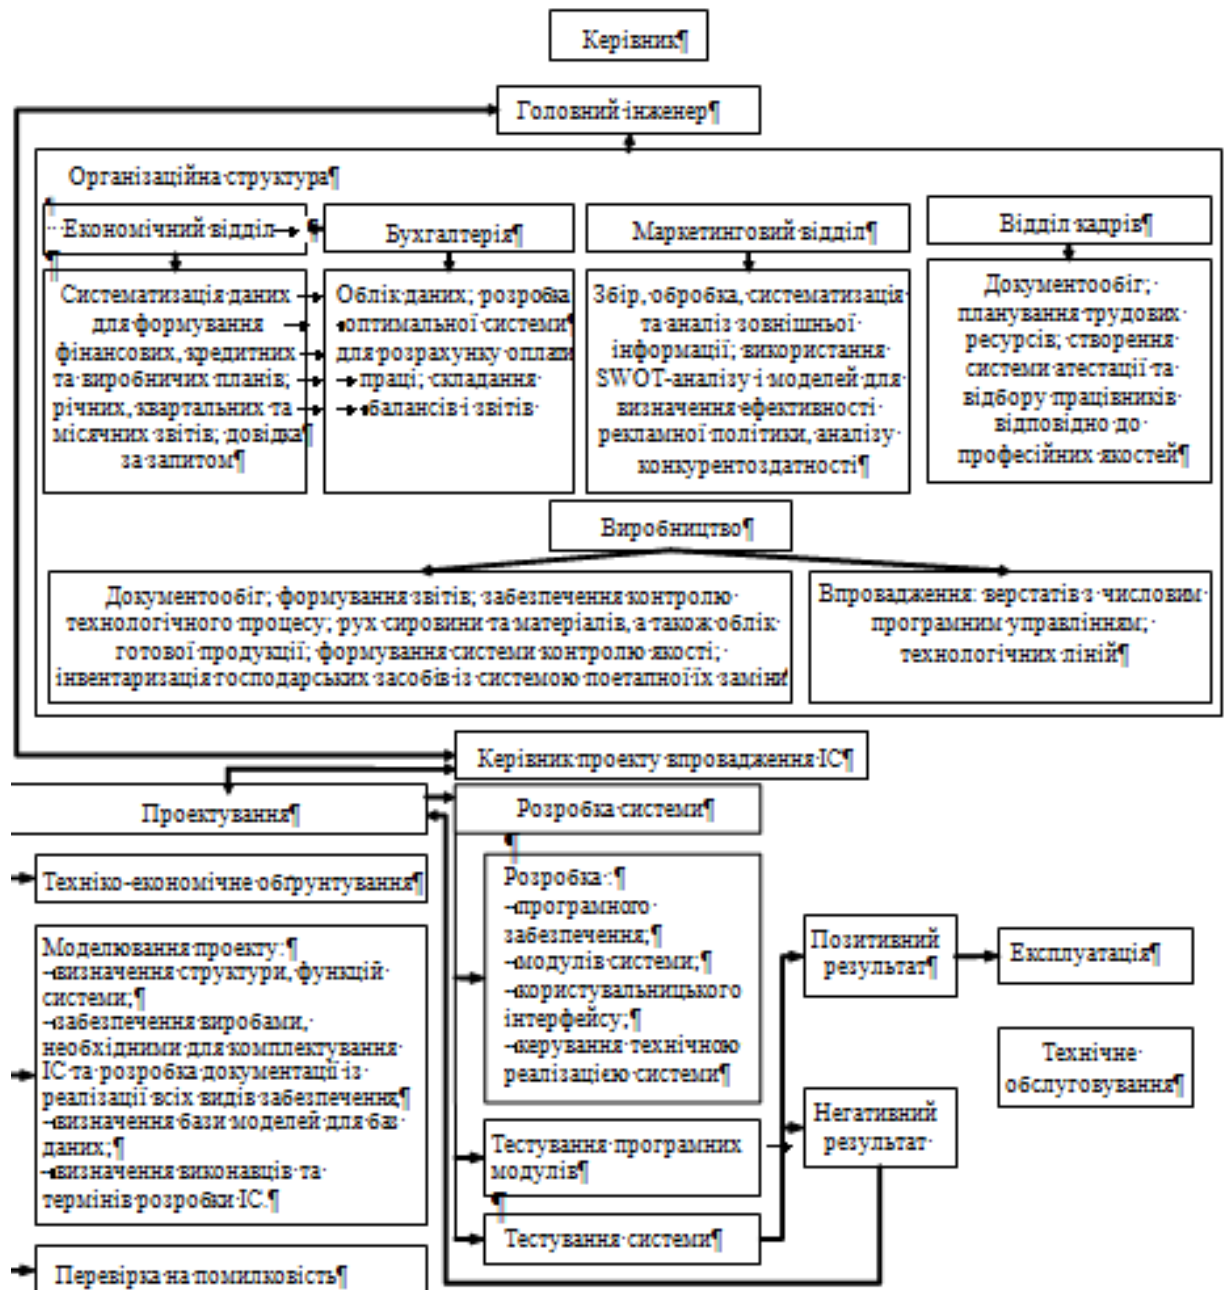 Керівник¶
Головний·інженер¶
Організаційна·структура¶
Економічний·відділ
Бухгалтерія¶
Маркетинговий·відділ¶
Відділ·кадрів¶
Систематизація·даних
для·формування
фінансових,·кредитних
та·виробничих·планів;
річних,·квартальних·та
місячних·звітів;·довідка¶
за·запитом¶
Облік·даних;·розробка
оптимальної·системи¶
для·розрахунку·оплати
праці;·складання·
балансів·і·звітів·
Збір,·обробка,·систематизація·
та·аналіз·зовнішньої·
інформації;·використання·
SWOT-аналізу·і·моделей·для·
визначення·ефективності·
рекламної·політики,·аналізу·
конкурентоздатності¶
Документообіг;·
планування·трудових·
ресурсів;·створення·
системи·атестації·та·
відбору·працівників·
відповідно·до·
професійних·якостей¶
Виробництво¶
Документообіг;·формування·звітів;·забезпечення·контролю·
технологічного·процесу;·рух·сировини·та·матеріалів,·а·також·облік·
готової·продукції;·формування·системи·контролю·якості;·
інвентаризація·господарських·засобів·із·системою·поетапної·їх·заміни
Впровадження:·верстатів·з·числовим·
програмним·управлінням;·
технологічних·ліній¶
Керівник·проекту·впровадження·ІС¶
Проектування¶
Розробка·системи¶
Техніко-економічне·обґрунтування¶
Моделювання·проекту:¶
–визначення·структури,·функцій·
системи;¶
–забезпечення·виробами,·
необхідними·для·комплектування·
ІС·та·розробка·документації·із·
реалізації·всіх·видів·забезпечення;¶
–визначення·бази·моделей·для·баз·
даних;¶
–визначення·виконавців·та·
термінів·розробки·ІС.¶
Перевірка·на·помилковість¶
Розробка·:¶
–програмного·
забезпечення;¶
–модулів·системи;¶
–користувальницького·
інтерфейсу;¶
–керування·технічною·
реалізацією·системи¶
Тестування·програмних·
модулів¶
Тестування·системи¶
Позитивний·
результат¶
Експлуатація¶
Технічне·
обслуговування¶
Негативний·
результат·